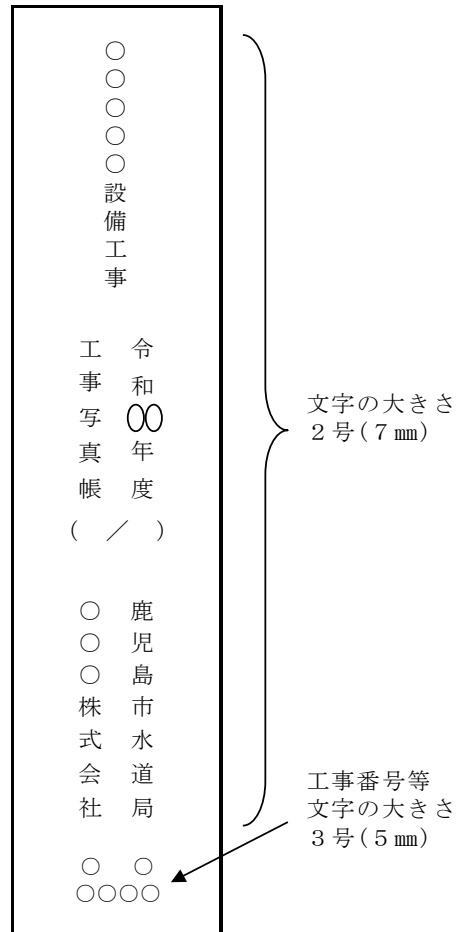 ○○○○○設備工事
令和○○年度
工事写真帳
(／)
鹿児島市水道局
○○○株式会社
○○
○○○○
文字の大きさ
２号(７㎜)
工事番号等
文字の大きさ
３号(５㎜)